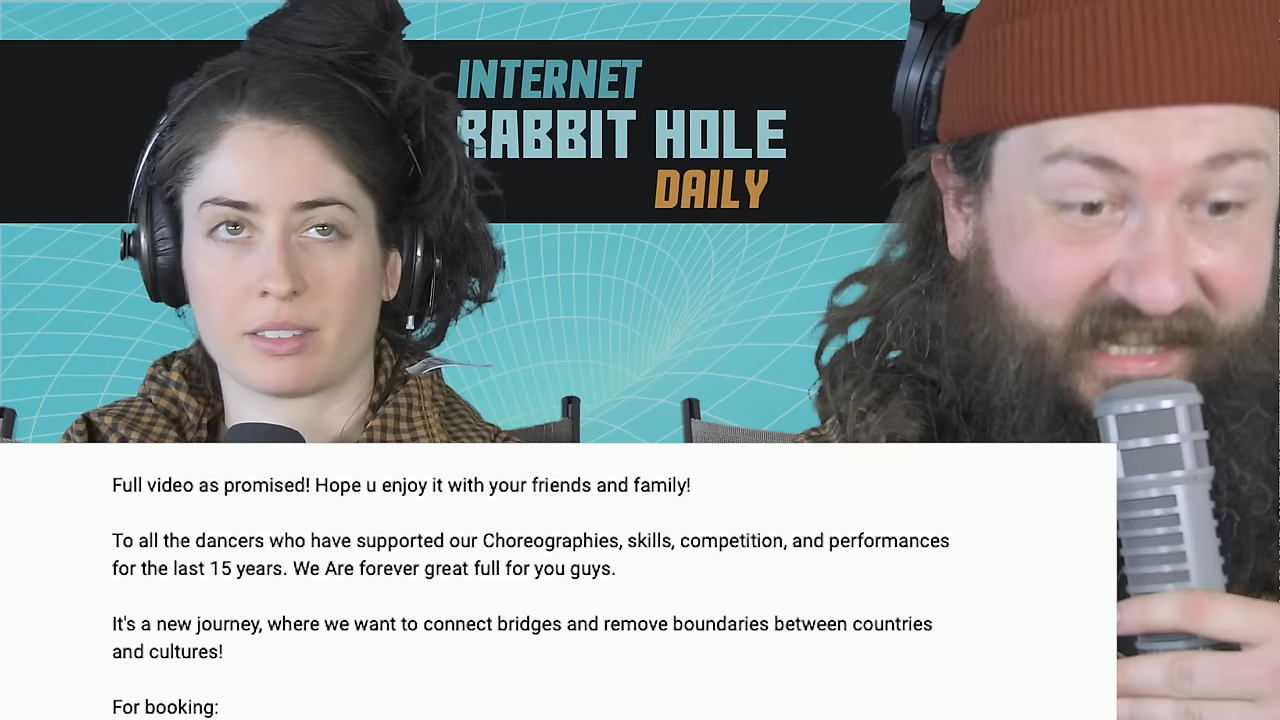 INTERNET
RABBIT HOLE
DAILY
Full video as promised! Hope u enjoy it with your friends and family!
To all the dancers who have supported our Choreographies, skills, competition, and performances
for the last 15 years. We Are forever great full for you guys.
It's a new journey, where we want to connect bridges and remove boundaries between countries
and cultures!
For booking: